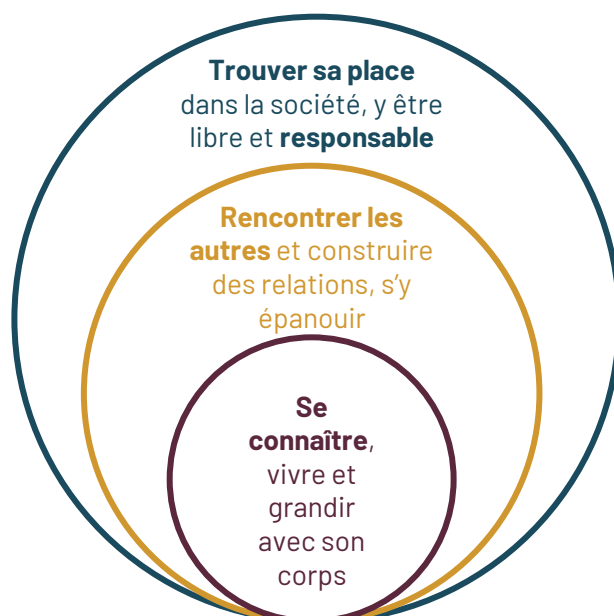 Trouver sa place
dans la société, y être
libre et responsable
Rencontrer les
autres et construire
des relations, s’y
épanouir
Se
connaître,
vivre et
grandir
avec son
corps